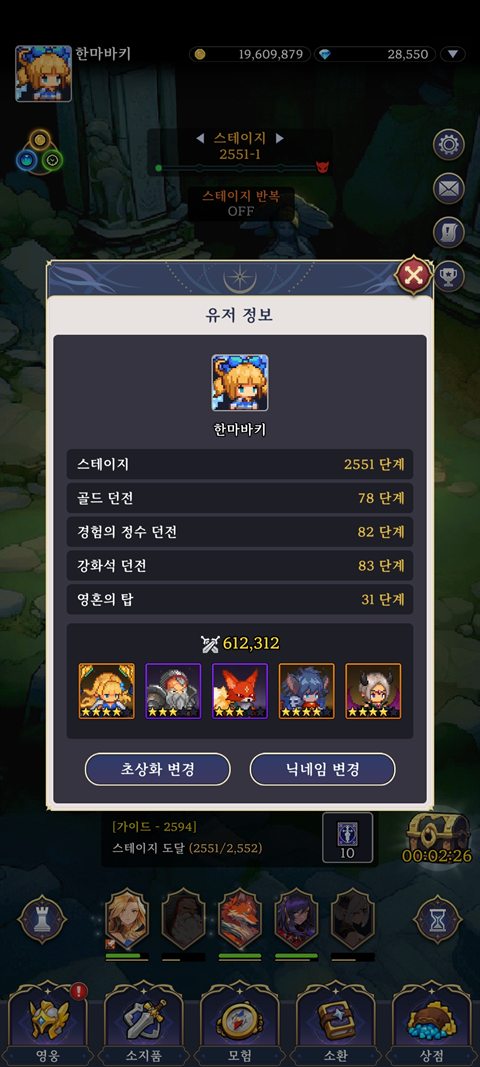 한마바키
19,609,879
28,550
스테이지
2551-1
스테이지 반복
OFF
유저 정보
한마바키
스테이지 2551 단계
골드 던전 78 단계
경험의 정수 던전 82 단계
강화석 던전 83 단계
영혼의 탑 31 단계
612,312
초상화 변경 닉네임 변경
[가이드 - 2594]
스테이지 도달 (2551/2,552)
10
00:02:26
영웅 소지품 모험 소환 상점